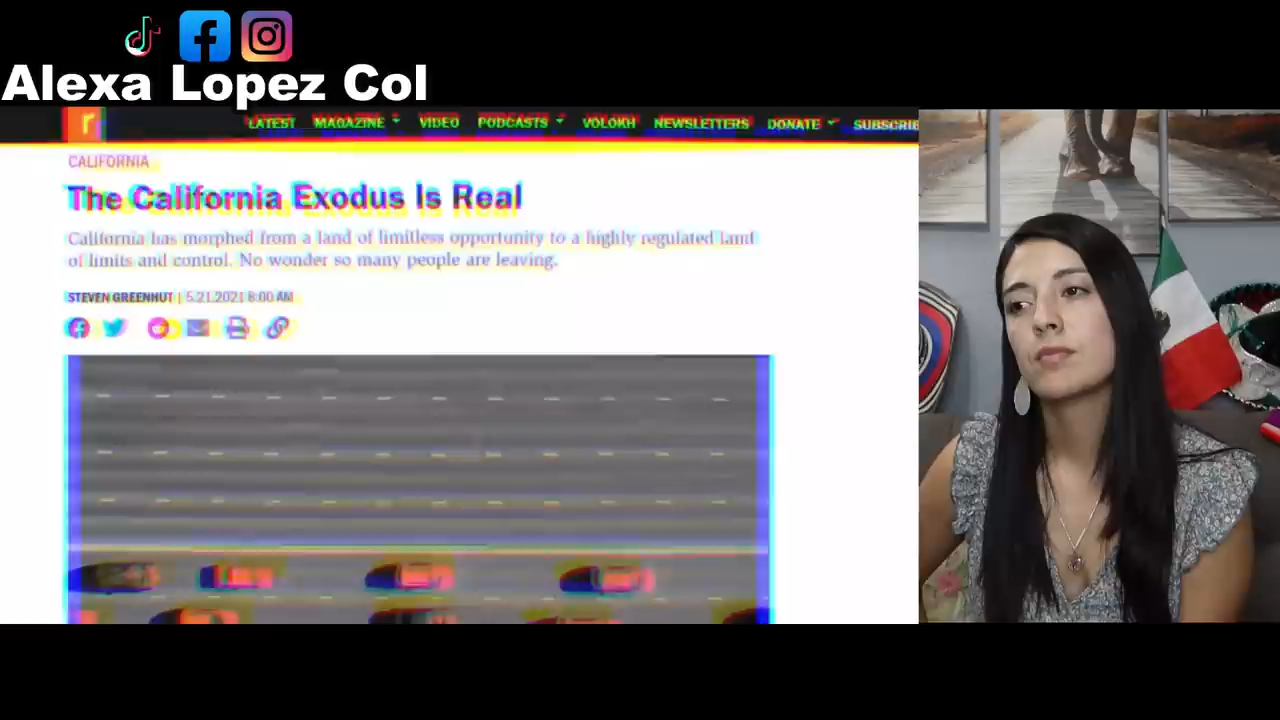 Alexa Lopez Col
r
LATEST MAGAZINE VIDEO PODCASTS VOLOKH NEWSLETTERS DONATE SUBSCRIB
CALIFORNIA
The California Exodus Is Real
California has morphed from a land of limitless opportunity to a highly regulated land
of limits and control. No wonder so many people are leaving.
STEVEN GREENHUT | 5.21.2021 8:00 AM